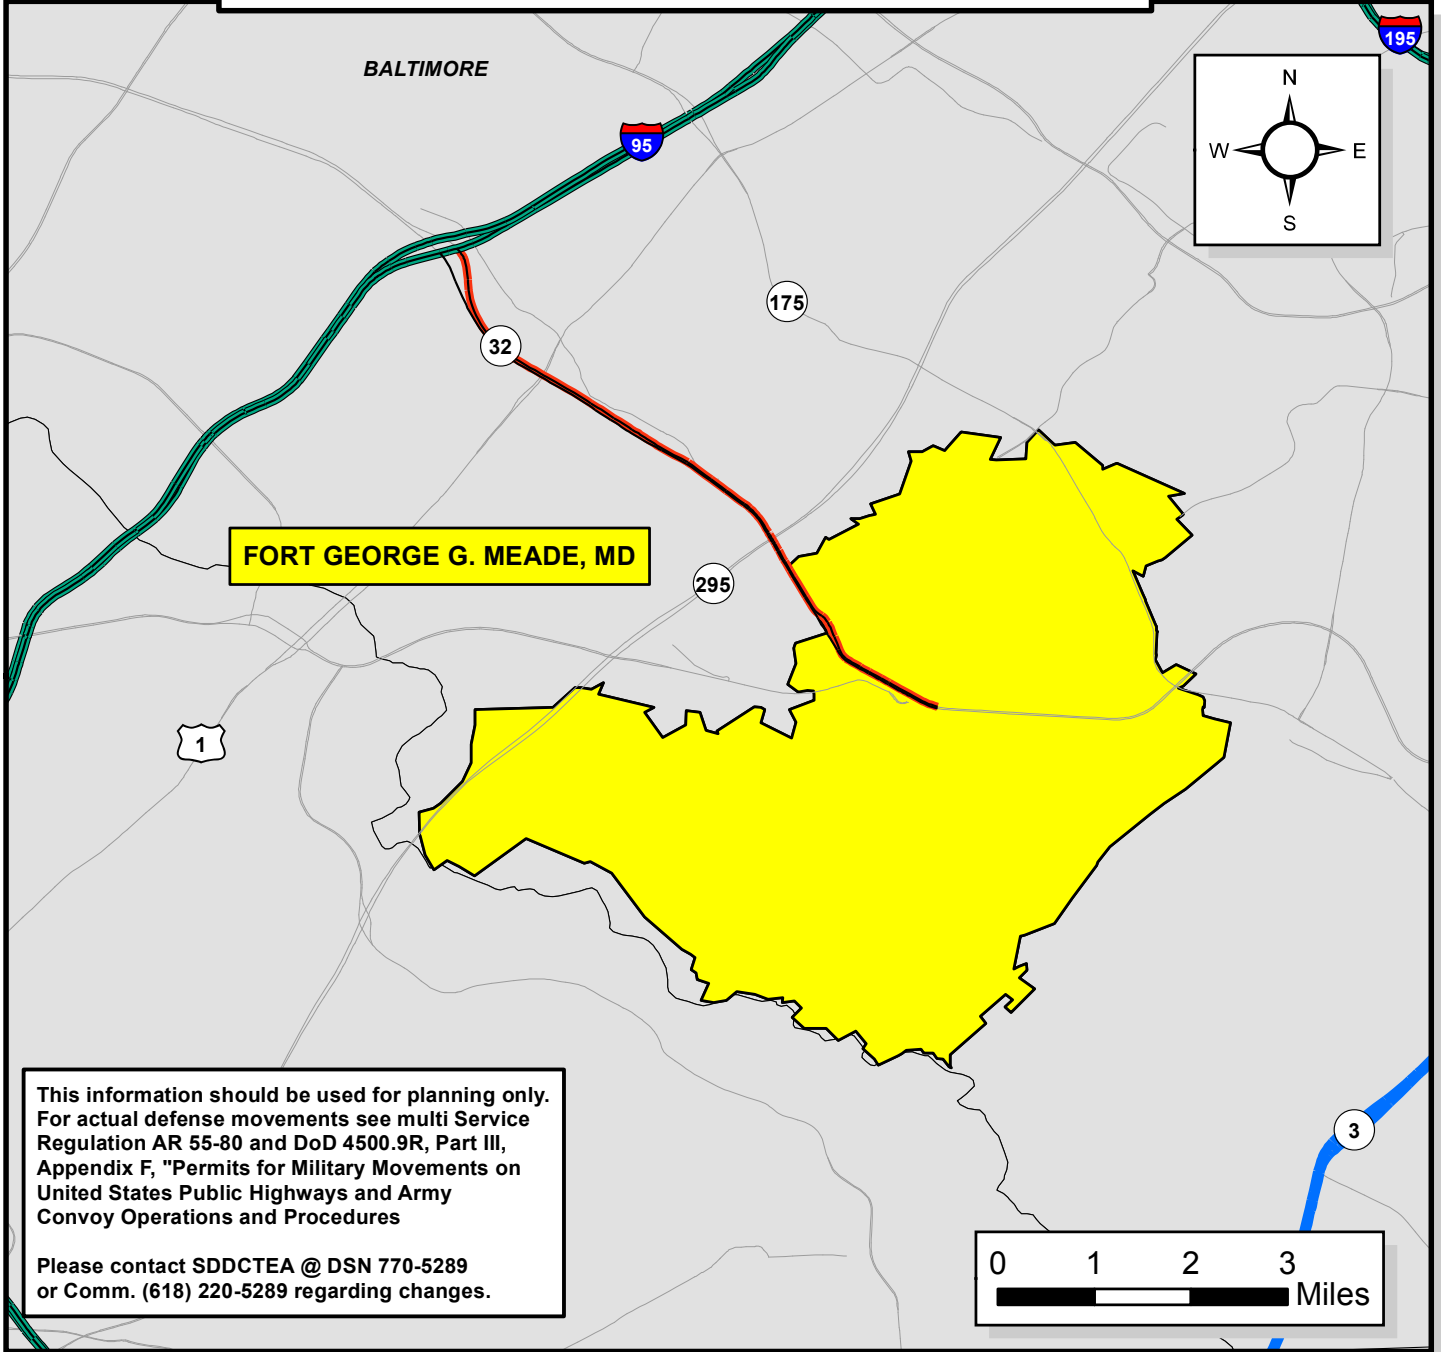 195
BALTIMORE
N
95
W
E
S
175
32
FORT GEORGE G. MEADE, MD
295
1
This information should be used for planning only.
For actual defense movements see multi Service
Regulation AR 55-80 and DoD 4500.9R, Part III,
Appendix F, "Permits for Military Movements on
United States Public Highways and Army
Convoy Operations and Procedures
Please contact SDDCTEA @ DSN 770-5289
or Comm. (618) 220-5289 regarding changes.
3
0 1 2 3
Miles